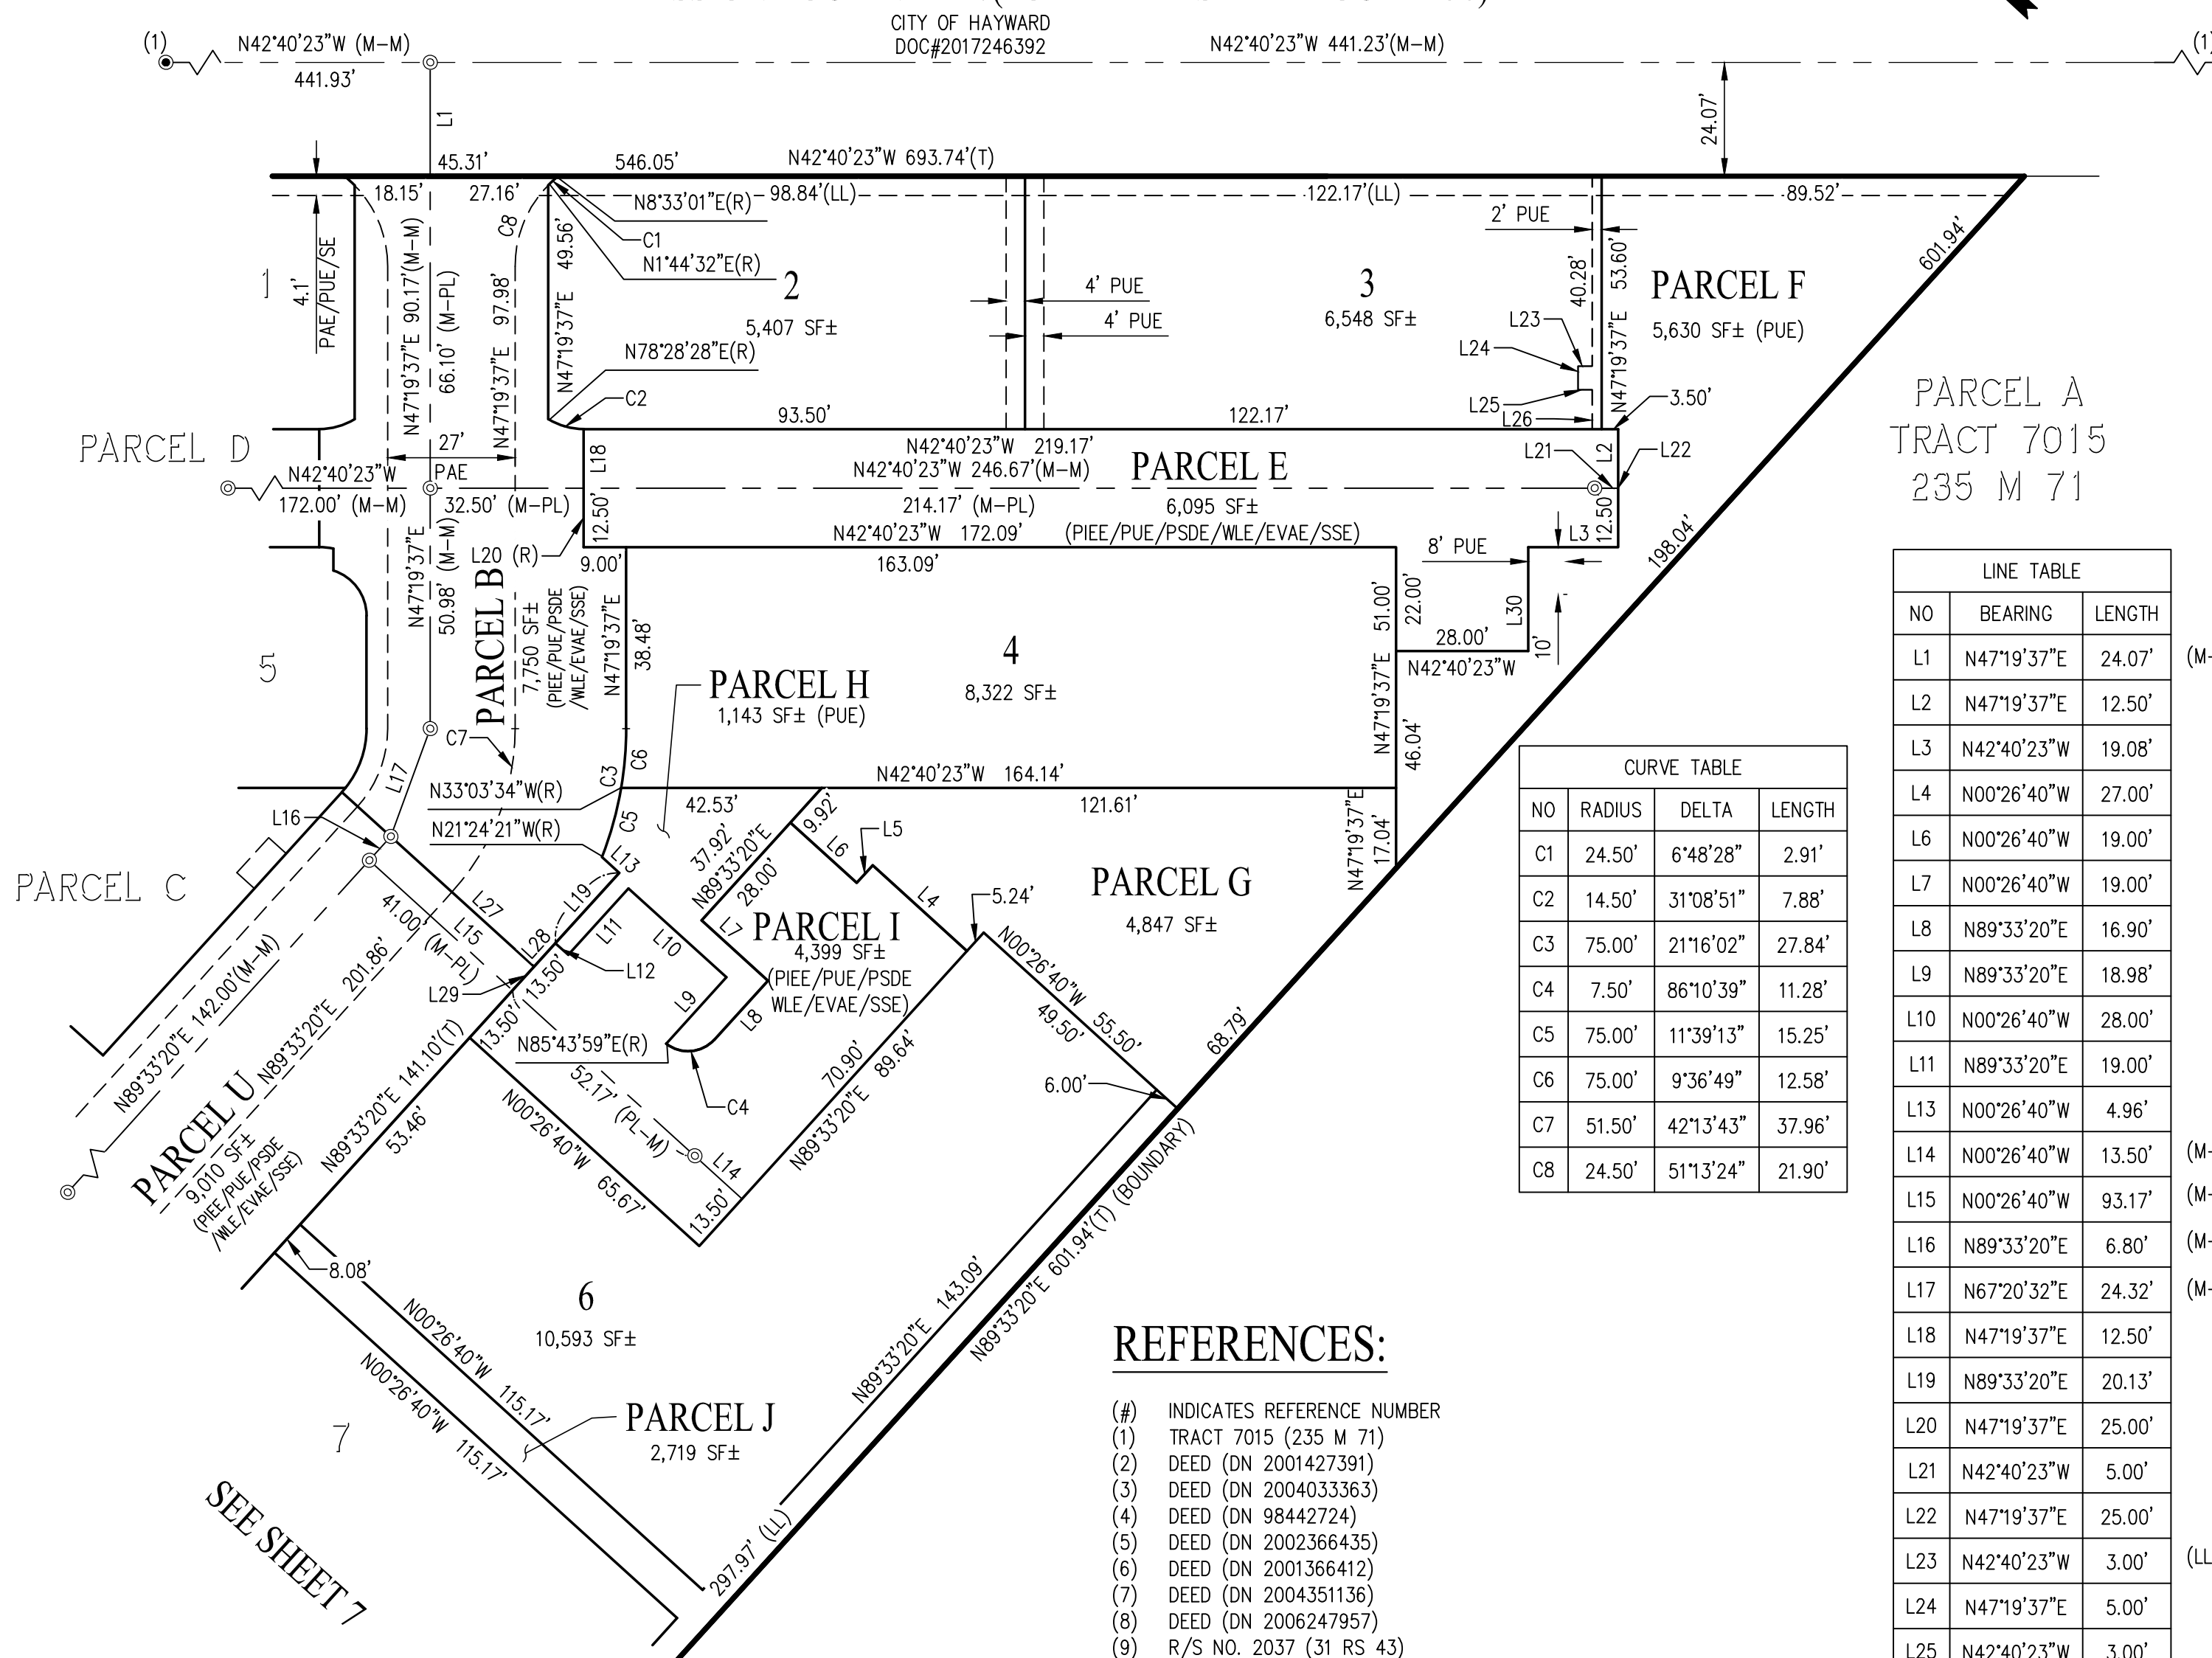 CITY OF HAYWARD
DOC#2017246392
(1)
N42°40'23"W (M-M)
441.93'
N42°40'23"W 441.23'(M-M)
(1)
L1
24.07'
45.31'
546.05'
N42°40'23"W 693.74'(T)
18.15'
27.16'
N8°33'01"E(R)
98.84'(LL)
122.17'(LL)
89.52'
C8
C1
N1°44'32"E(R)
2' PUE
1
4.1'
PAE/PUE/SE
N47°19'37"E 90.17'(M-M)
66.10' (M-PL)
N47°19'37"E 97.98'
N47°19'37"E 49.56'
2
5,407 SF±
4' PUE
4' PUE
3
6,548 SF±
40.28'
N47°19'37"E 53.60'
PARCEL F
5,630 SF± (PUE)
601.94'
L23
L24
L25
L26
3.50'
N78°28'28"E(R)
C2
93.50'
122.17'
PARCEL A
TRACT 7015
235 M 71
PARCEL D
27'
PAE
N42°40'23"W
172.00' (M-M)
32.50' (M-PL)
L18
12.50'
N42°40'23"W 219.17'
N42°40'23"W 246.67'(M-M)
PARCEL E
214.17' (M-PL)
6,095 SF±
N42°40'23"W 172.09'
(PIEE/PUE/PSDE/WLE/EVAE/SSE)
L21
L2
L22
12.50'
L3
8' PUE
198.04'
L20 (R)
9.00'
163.09'
N47°19'37"E
50.98' (M-M)
PARCEL B
7,750 SF±
(PIEE/PUE/PSDE
/WLE/EVAE/SSE)
N47°19'37"E
38.48'
N47°19'37"E 51.00'
22.00'
L30
10'
28.00'
N42°40'23"W
46.04'
5
4
8,322 SF±
PARCEL H
1,143 SF± (PUE)
C7
C3
C6
L17
N33°03'34"W(R)
N42°40'23"W 164.14'
42.53'
121.61'
N47°19'37"E
17.04'
L16
N21°24'21"W(R)
C5
L13
37.92'
N89°33'20"E
28.00'
9.92'
L6
L5
L4
5.24'
PARCEL G
4,847 SF±
PARCEL C
L27
L15
41.00' (M-PL)
L19
L28
L11
L10
L12
L7
PARCEL I
4,399 SF±
(PIEE/PUE/PSDE
WLE/EVAE/SSE)
L9
L8
L29
13.50'
13.50'
N85°43'59"E(R)
C4
N00°26'40"W 55.50'
49.50'
6.00'
68.79'
N89°33'20"E 142.00'(M-M)
N89°33'20"E 201.86'
N89°33'20"E 141.10'(T)
53.46'
PARCEL U
9,010 SF±
(PIEE/PUE/PSDE
/WLE/EVAE/SSE)
52.17' (PL-M)
L14
N00°26'40"W 65.67'
13.50'
70.90'
N89°33'20"E 89.64'
8.08'
6
10,593 SF±
N00°26'40"W 115.17'
N00°26'40"W 115.17'
PARCEL J
2,719 SF±
7
SEE SHEET 7
N89°33'20"E 143.09'
297.97' (LL)
N89°33'20"E 601.94'(T) (BOUNDARY)
CURVE TABLE
NO RADIUS DELTA LENGTH
C1 24.50' 6°48'28" 2.91'
C2 14.50' 31°08'51" 7.88'
C3 75.00' 21°16'02" 27.84'
C4 7.50' 86°10'39" 11.28'
C5 75.00' 11°39'13" 15.25'
C6 75.00' 9°36'49" 12.58'
C7 51.50' 42°13'43" 37.96'
C8 24.50' 51°13'24" 21.90'
LINE TABLE
NO BEARING LENGTH
L1 N47°19'37"E 24.07' (M-
L2 N47°19'37"E 12.50'
L3 N42°40'23"W 19.08'
L4 N00°26'40"W 27.00'
L6 N00°26'40"W 19.00'
L7 N00°26'40"W 19.00'
L8 N89°33'20"E 16.90'
L9 N89°33'20"E 18.98'
L10 N00°26'40"W 28.00'
L11 N89°33'20"E 19.00'
L13 N00°26'40"W 4.96'
L14 N00°26'40"W 13.50' (M-
L15 N00°26'40"W 93.17' (M-
L16 N89°33'20"E 6.80' (M-
L17 N67°20'32"E 24.32' (M-
L18 N47°19'37"E 12.50'
L19 N89°33'20"E 20.13'
L20 N47°19'37"E 25.00'
L21 N42°40'23"W 5.00'
L22 N47°19'37"E 25.00'
L23 N42°40'23"W 3.00' (LL
L24 N47°19'37"E 5.00'
L25 N42°40'23"W 3.00'
REFERENCES:
(#) INDICATES REFERENCE NUMBER
(1) TRACT 7015 (235 M 71)
(2) DEED (DN 2001427391)
(3) DEED (DN 2004033363)
(4) DEED (DN 98442724)
(5) DEED (DN 2002366435)
(6) DEED (DN 2001366412)
(7) DEED (DN 2004351136)
(8) DEED (DN 2006247957)
(9) R/S NO. 2037 (31 RS 43)